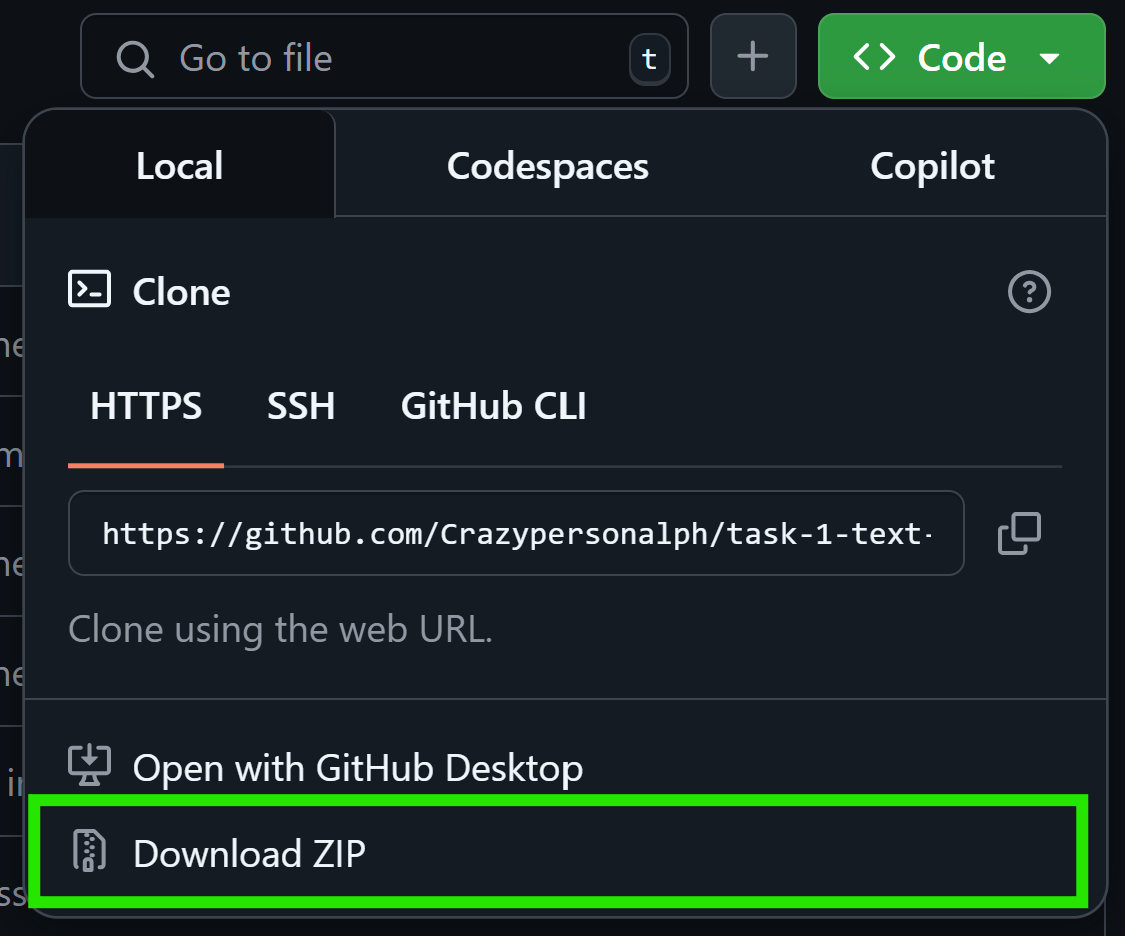 Go to file t
Code
Local Codespaces Copilot
Clone
HTTPS SSH GitHub CLI
https://github.com/Crazypersonalph/task-1-text-
Clone using the web URL.
Open with GitHub Desktop
Download ZIP